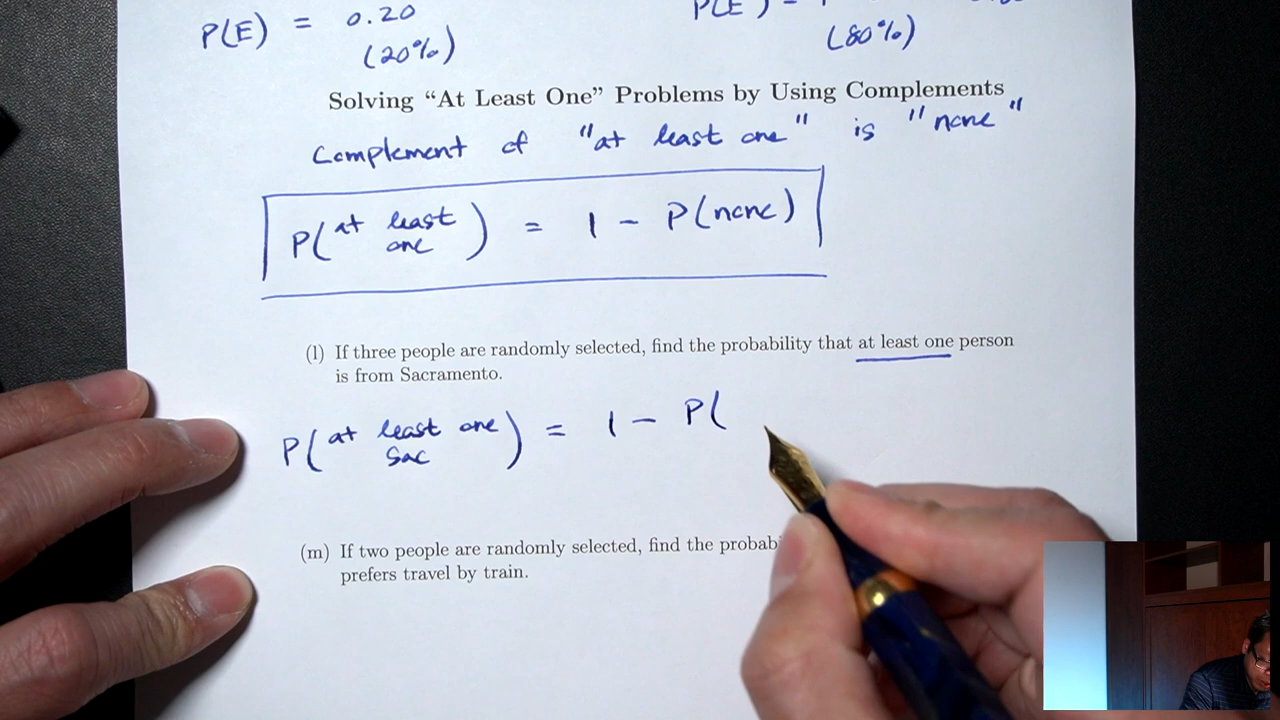 P(E) = 0.20
(20%)
P(E
(80%)
Solving “At Least One” Problems by Using Complements
Complement of "at least one" is "none"
P(at least one) = 1 - P(none)
(l) If three people are randomly selected, find the probability that at least one person
is from Sacramento.
P(at least one Sac) = 1 - P(
(m) If two people are randomly selected, find the probabi
prefers travel by train.